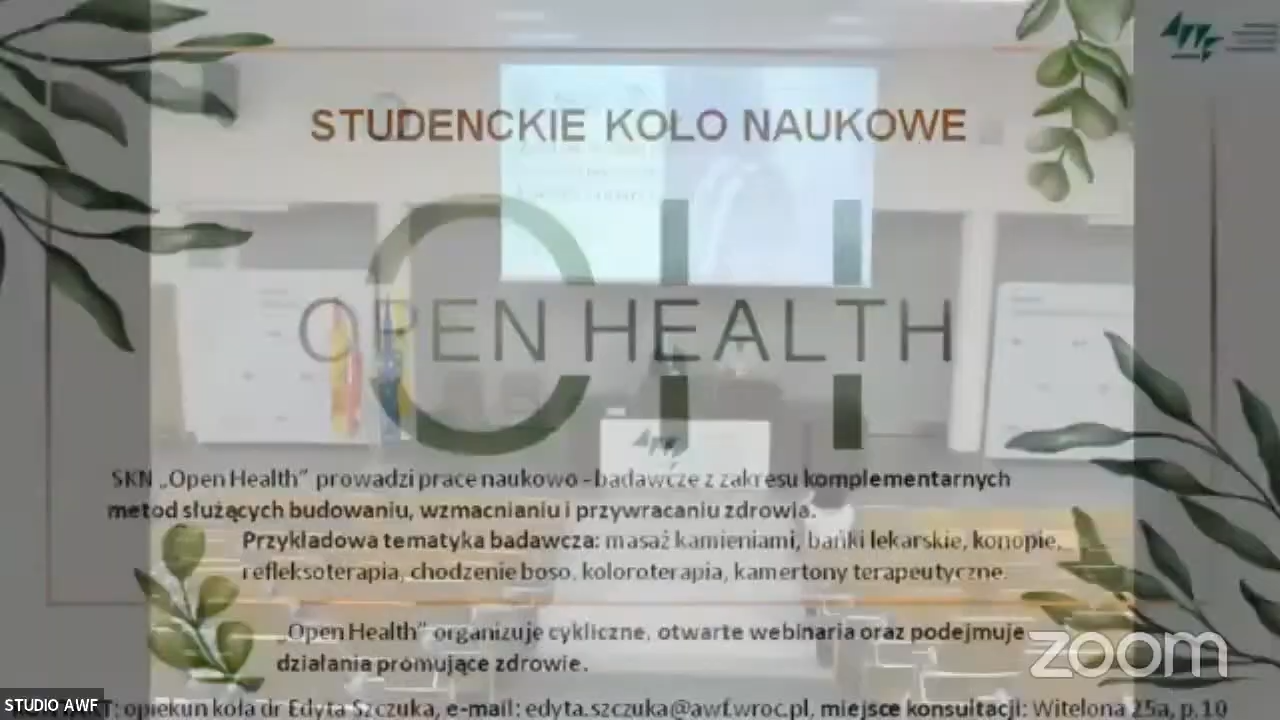 STUDENCKIE KOŁO NAUKOWE
OH
OPEN HEALTH
SKN „Open Health” prowadzi prace naukowo - badawcze z zakresu komplementarnych
metod służących budowaniu, wzmacnianiu i przywracaniu zdrowia.
Przykładowa tematyka badawcza: masaż kamieniami, bańki lekarskie, konopie,
refleksoterapia, chodzenie boso, koloroterapia, kamertony terapeutyczne.
„Open Health” organizuje cykliczne, otwarte webinaria oraz podejmuje
działania promujące zdrowie.
zoom
STUDIO AWF
opiekun koła dr Edyta Szczuka, e-mail: edyta.szczuka@awf.wroc.pl, miejsce konsultacji: Witelona 25a, p.10